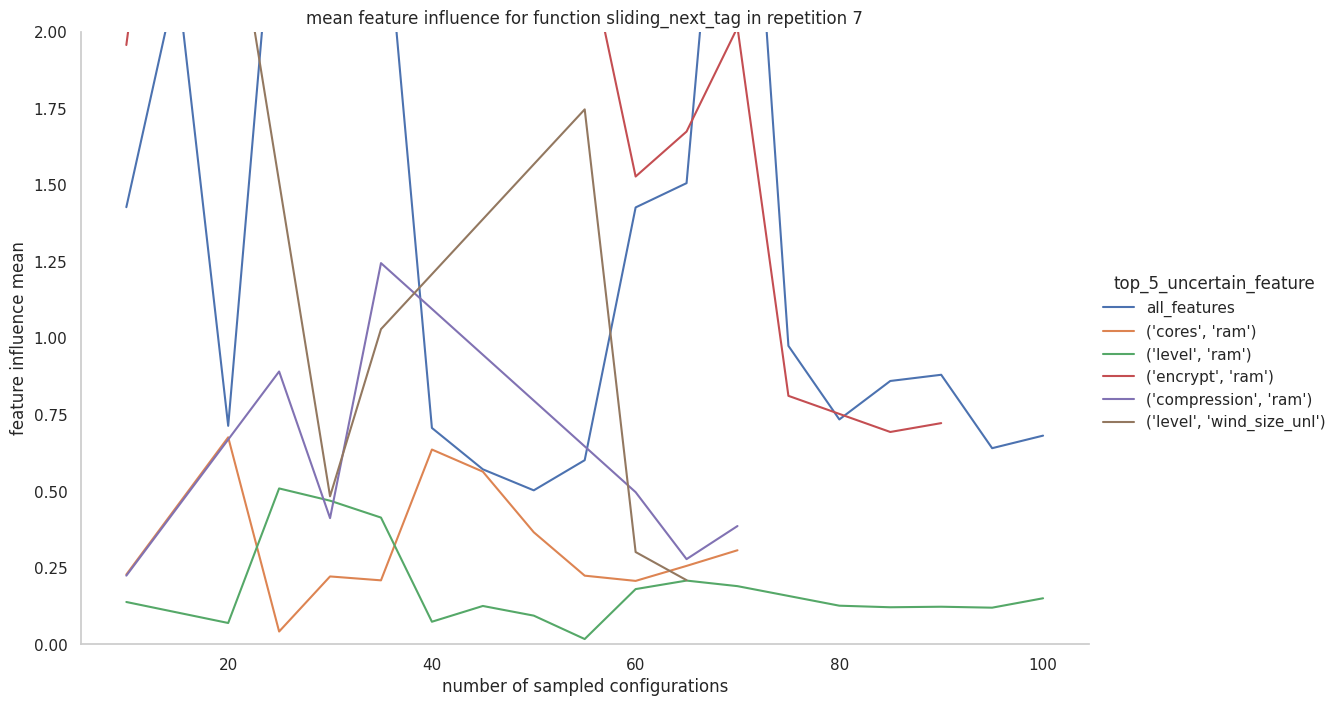 mean feature influence for function sliding_next_tag in repetition 7
2.00
1.75
1.50
1.25
1.00
0.75
0.50
0.25
0.00
feature influence mean
20
40
60
80
100
number of sampled configurations
top_5_uncertain_feature
all_features
('cores', 'ram')
('level', 'ram')
('encrypt', 'ram')
('compression', 'ram')
('level', 'wind_size_unl')